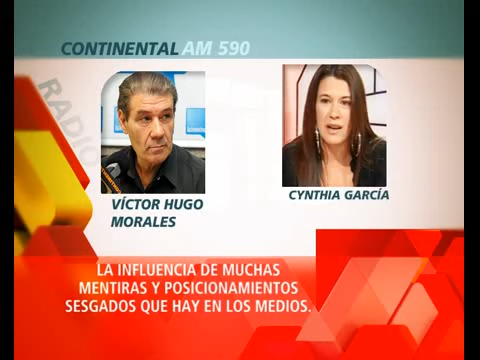 CONTINENTAL AM 590
RADIO
VÍCTOR HUGO
MORALES
CYNTHIA GARCÍA
LA INFLUENCIA DE MUCHAS
MENTIRAS Y POSICIONAMIENTOS
SESGADOS QUE HAY EN LOS MEDIOS.